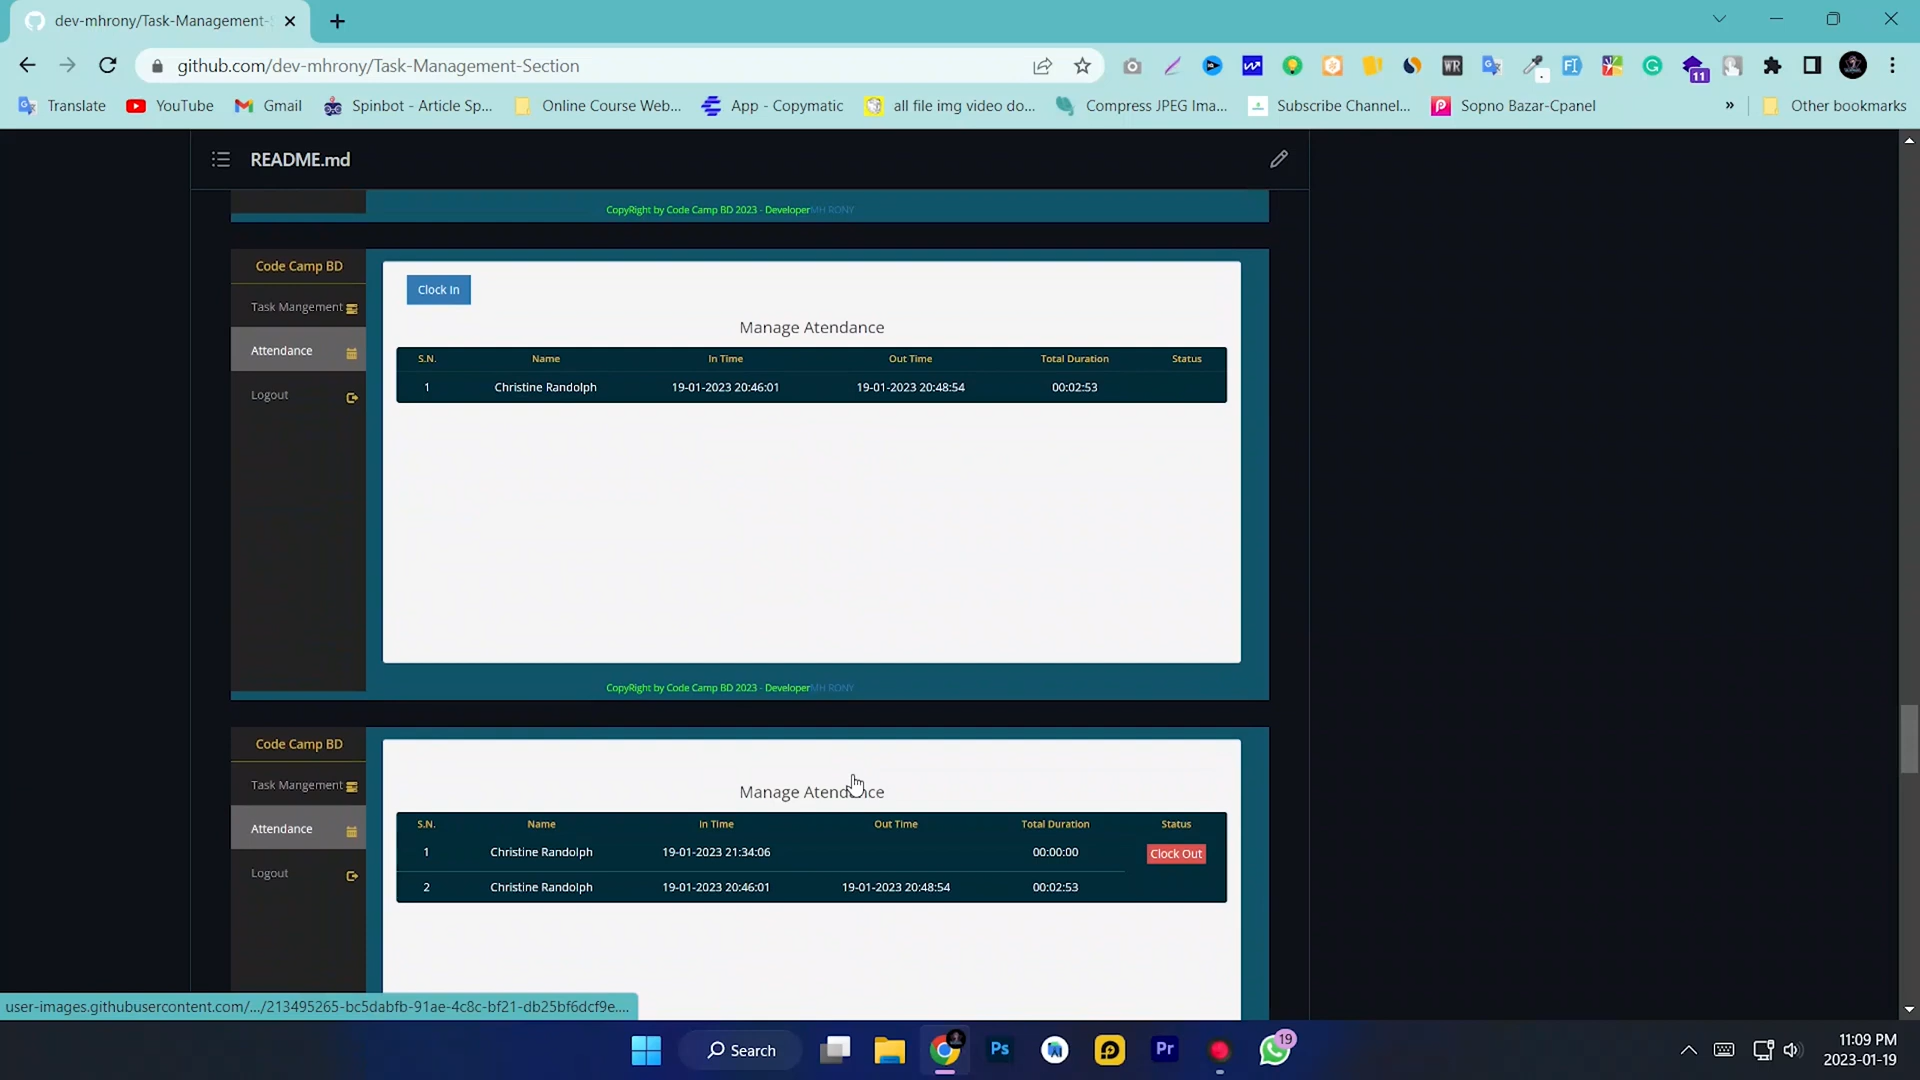 dev-mhrony/Task-Management-S
github.com/dev-mhrony/Task-Management-Section
WR
11
Translate YouTube Gmail Spinbot - Article Sp... Online Course Web... App - Copymatic all file img video do... Compress JPEG Ima... Subscribe Channel... Sopno Bazar-Cpanel » Other bookmarks
README.md
CopyRight by Code Camp BD 2023 - DeveloperMH RONY
Code Camp BD
Task Mangement
Attendance
Logout
Clock In
Manage Atendance
S.N. Name In Time Out Time Total Duration Status
1 Christine Randolph 19-01-2023 20:46:01 19-01-2023 20:48:54 00:02:53
CopyRight by Code Camp BD 2023 - DeveloperMH RONY
Code Camp BD
Task Mangement
Attendance
Logout
Manage Atendance
S.N. Name In Time Out Time Total Duration Status
1 Christine Randolph 19-01-2023 21:34:06 00:00:00 Clock Out
2 Christine Randolph 19-01-2023 20:46:01 19-01-2023 20:48:54 00:02:53
user-images.githubusercontent.com/.../213495265-bc5dabfb-91ae-4c8c-bf21-db25bf6dcf9e....
Search
Ps
Pr
19
11:09 PM
2023-01-19